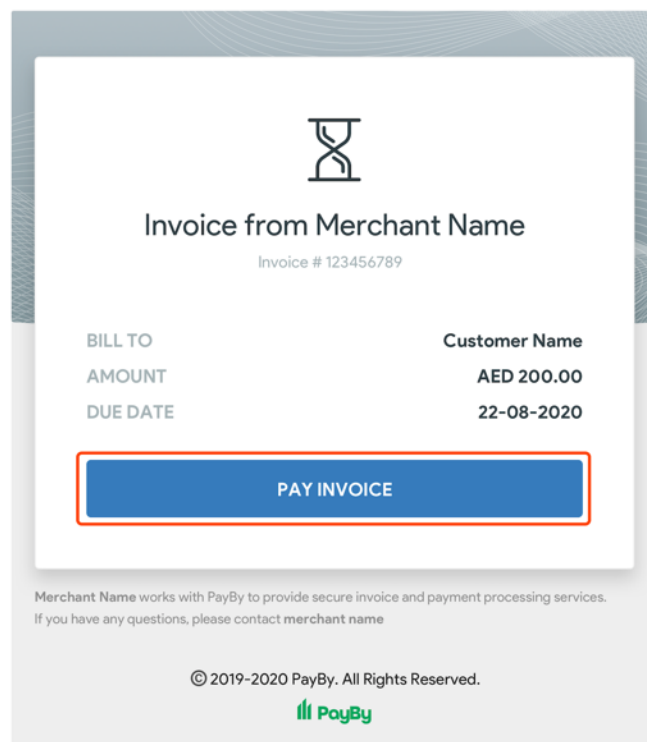 Invoice from Merchant Name
Invoice # 123456789
BILL TO Customer Name
AMOUNT AED 200.00
DUE DATE 22-08-2020
PAY INVOICE
Merchant Name works with PayBy to provide secure invoice and payment processing services.
If you have any questions, please contact merchant name
© 2019-2020 PayBy. All Rights Reserved.
PayBy